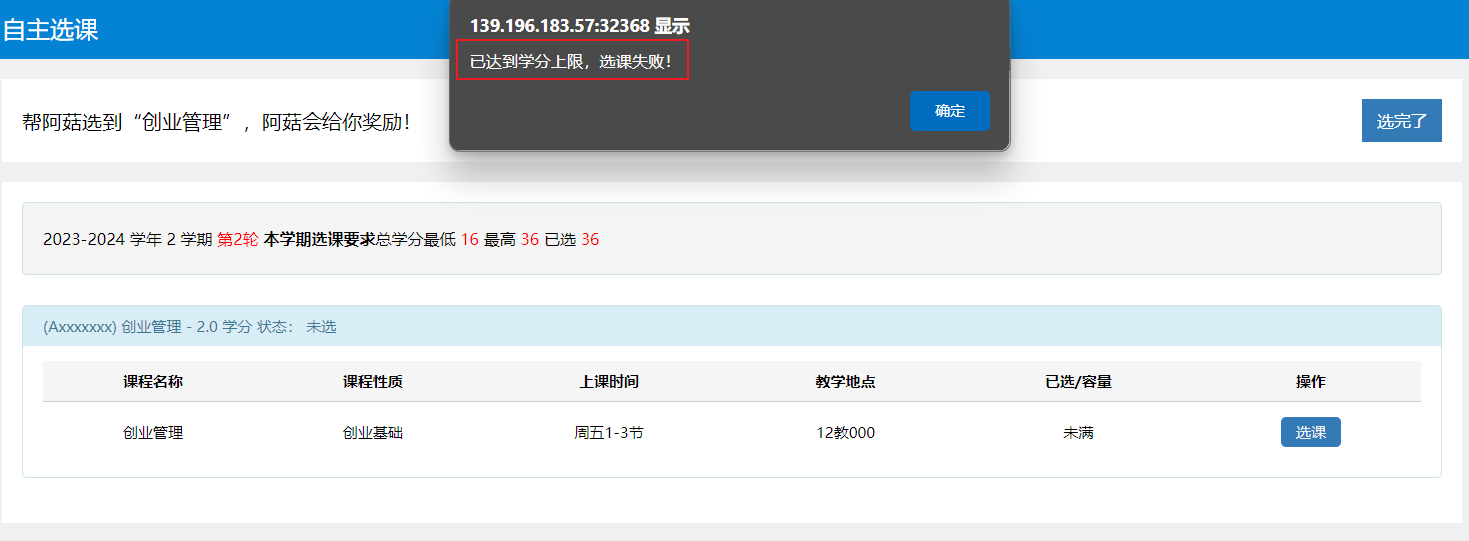 自主选课
139.196.183.57:32368 显示
已达到学分上限，选课失败！
确定
帮阿菇选到“创业管理”，阿菇会给你奖励！
选完了
2023-2024 学年 2 学期 第2轮 本学期选课要求总学分最低 16 最高 36 已选 36
(Axxxxxxx) 创业管理 - 2.0 学分 状态： 未选
课程名称 课程性质 上课时间 教学地点 已选/容量 操作
创业管理 创业基础 周五1-3节 12教000 未满 选课